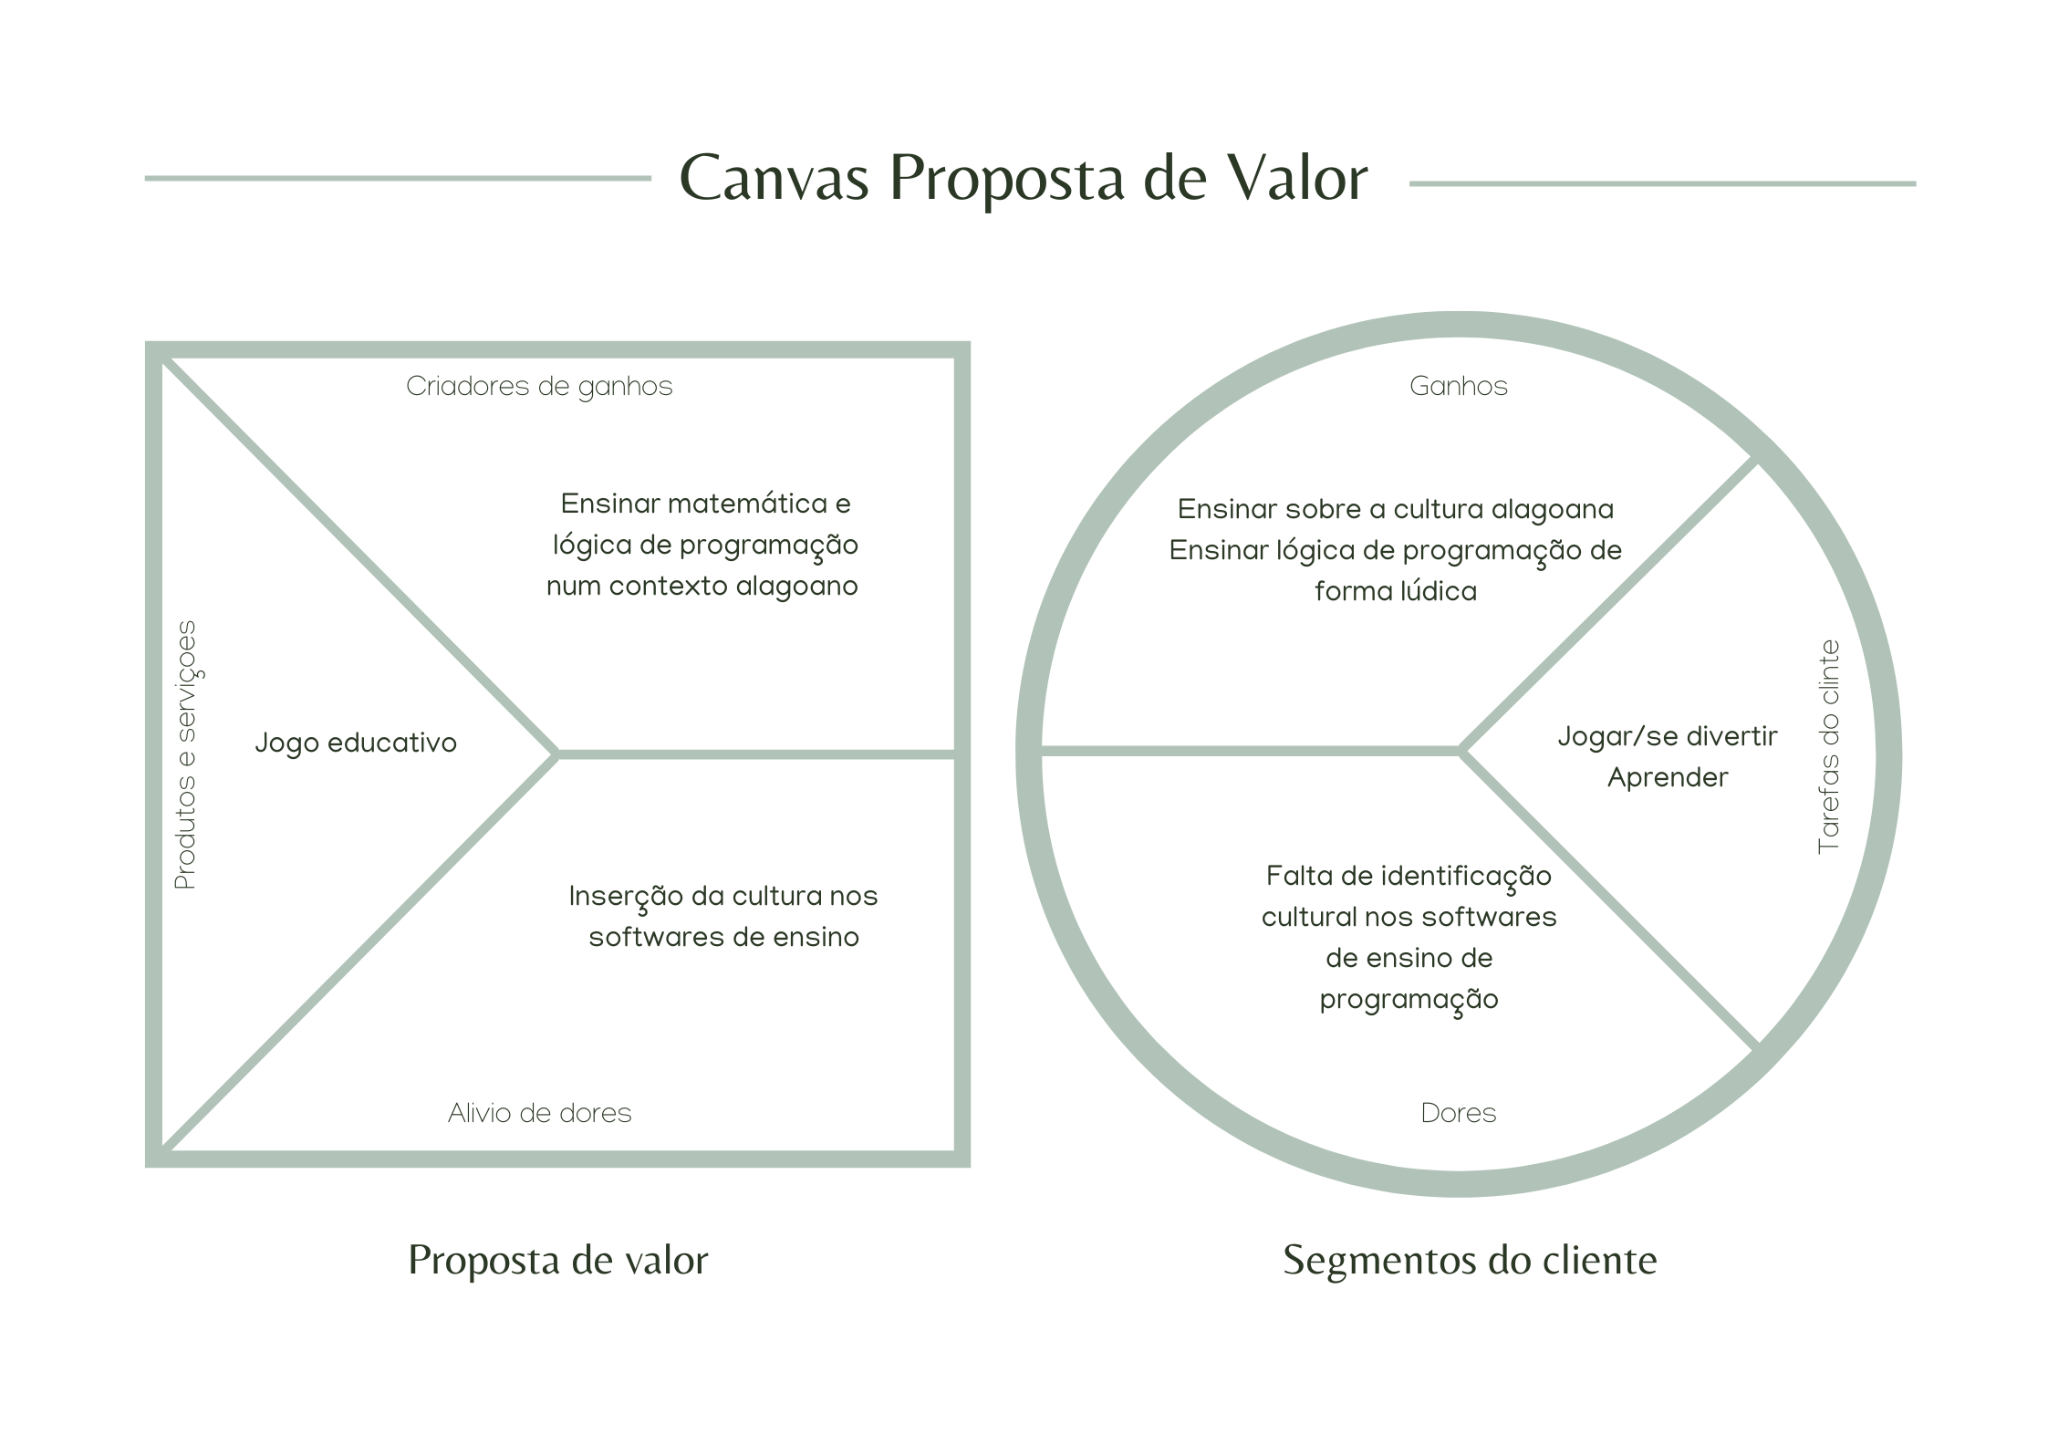 Canvas Proposta de Valor
Criadores de ganhos
Ensinar matemática e
lógica de programação
num contexto alagoano
Produtos e serviçoes
Jogo educativo
Inserção da cultura nos
softwares de ensino
Alivio de dores
Proposta de valor
Ganhos
Ensinar sobre a cultura alagoana
Ensinar lógica de programação de
forma lúdica
Jogar/se divertir
Aprender
Tarefas do clinte
Falta de identificação
cultural nos softwares
de ensino de
programação
Dores
Segmentos do cliente